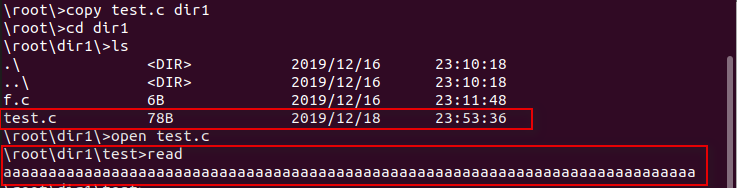 \root\>copy test.c dir1
\root\>cd dir1
\root\dir1\>ls
.\ <DIR> 2019/12/16 23:10:18
..\ <DIR> 2019/12/16 23:10:18
f.c 6B 2019/12/16 23:11:48
test.c 78B 2019/12/18 23:53:36
\root\dir1\>open test.c
\root\dir1\test>read
aaaaaaaaaaaaaaaaaaaaaaaaaaaaaaaaaaaaaaaaaaaaaaaaaaaaaaaaaaaaaaaaaaaaaaaaaaaaa